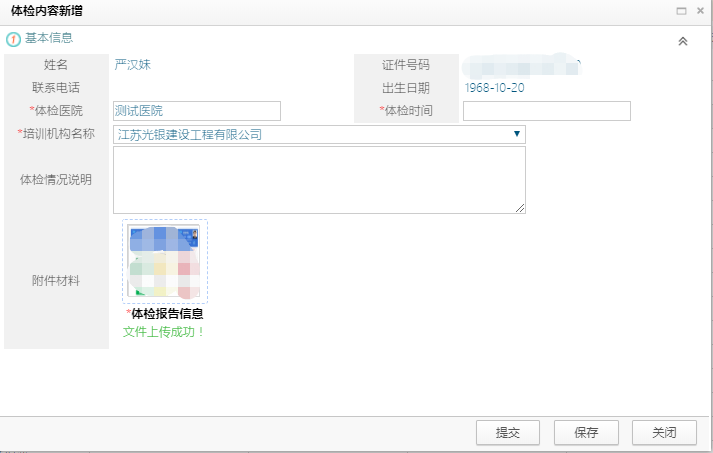 体检内容新增
1 基本信息
姓名 严汉妹 证件号码
联系电话 出生日期 1968-10-20
*体检医院 测试医院 *体检时间
*培训机构名称 江苏光银建设工程有限公司
体检情况说明
附件材料
*体检报告信息
文件上传成功！
提交 保存 关闭